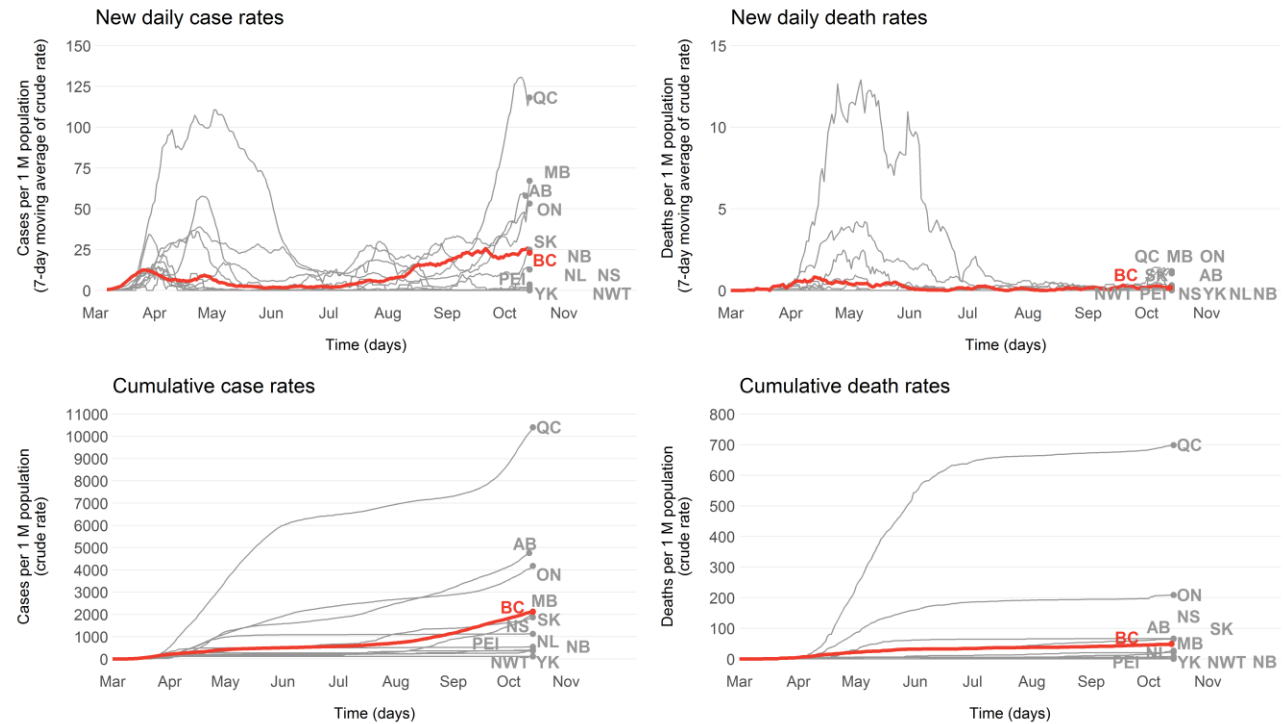 New daily case rates
Cases per 1 M population
(7-day moving average of crude rate)
150
125
100
75
50
25
0
QC
MB
AB
ON
SK
NB
BC
PEI
NL
NS
YK
NWT
Mar Apr May Jun Jul Aug Sep Oct Nov
Time (days)
New daily death rates
Deaths per 1 M population
(7-day moving average of crude rate)
15
10
5
0
QC MB ON
BC SK AB
NWT PEI NS YK NL NB
Mar Apr May Jun Jul Aug Sep Oct Nov
Time (days)
Cumulative case rates
Cases per 1 M population
(crude rate)
11000
10000
9000
8000
7000
6000
5000
4000
3000
2000
1000
0
QC
AB
ON
MB
BC
SK
NS
NL
PEI
NB
NWT YK
Mar Apr May Jun Jul Aug Sep Oct Nov
Time (days)
Cumulative death rates
Deaths per 1 M population
(crude rate)
800
700
600
500
400
300
200
100
0
QC
ON
NS
AB
SK
BC
MB
NL
PEI
YK NWT NB
Mar Apr May Jun Jul Aug Sep Oct Nov
Time (days)